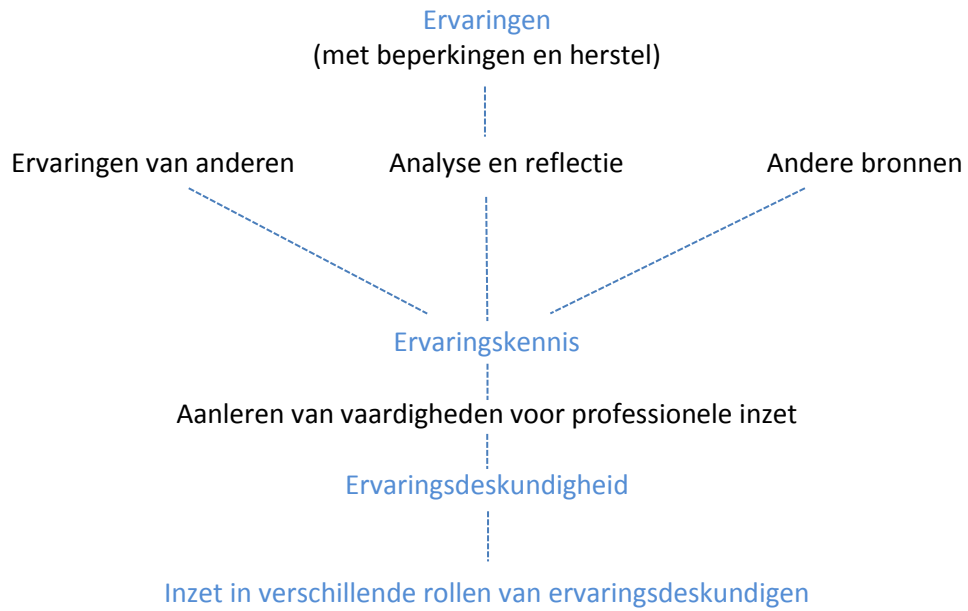 Ervaringen
(met beperkingen en herstel)
Ervaringen van anderen
Analyse en reflectie
Andere bronnen
Ervaringskennis
Aanleren van vaardigheden voor professionele inzet
Ervaringsdeskundigheid
Inzet in verschillende rollen van ervaringsdeskundigen